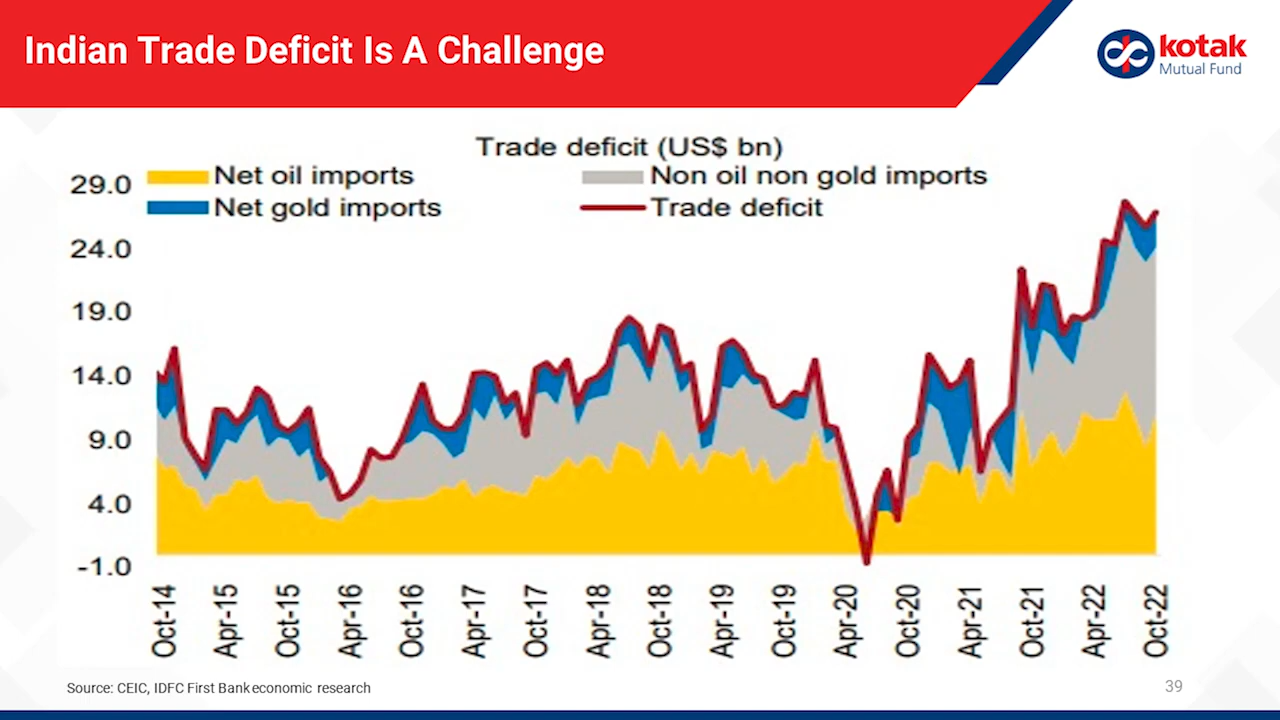 Indian Trade Deficit Is A Challenge
kotak
Mutual Fund
Trade deficit (US$ bn)
Net oil imports
Non oil non gold imports
Net gold imports
Trade deficit
29.0
24.0
19.0
14.0
9.0
4.0
-1.0
Oct-14
Apr-15
Oct-15
Apr-16
Oct-16
Apr-17
Oct-17
Apr-18
Oct-18
Apr-19
Oct-19
Apr-20
Oct-20
Apr-21
Oct-21
Apr-22
Oct-22
Source: CEIC, IDFC First Bank economic research
39